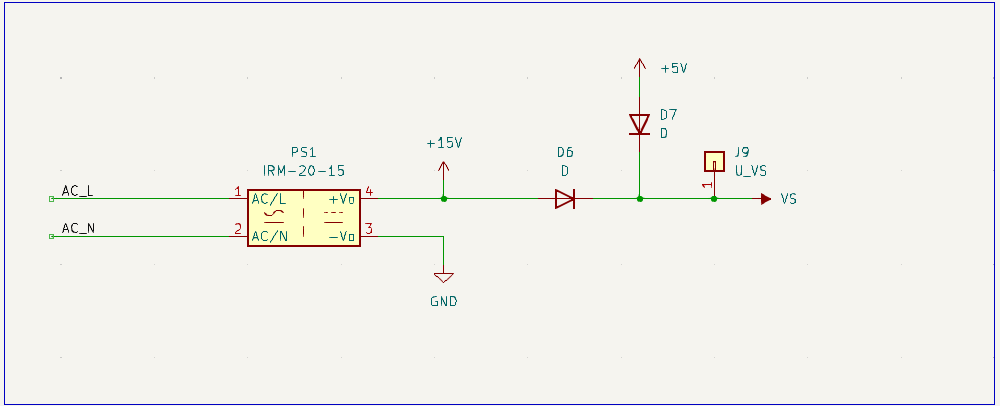 +5V
D7
D
+15V
PS1
IRM-20-15
D6
D
J9
U_VS
1
AC_L
1
AC/L
+Vo
4
VS
AC_N
2
AC/N
-Vo
3
GND